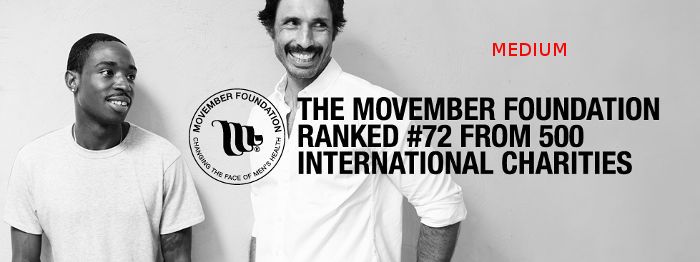 MEDIUM
THE MOVEMBER FOUNDATION
RANKED #72 FROM 500
INTERNATIONAL CHARITIES
MOVEMBER FOUNDATION
CHANGING THE FACE OF MEN'S HEALTH
®